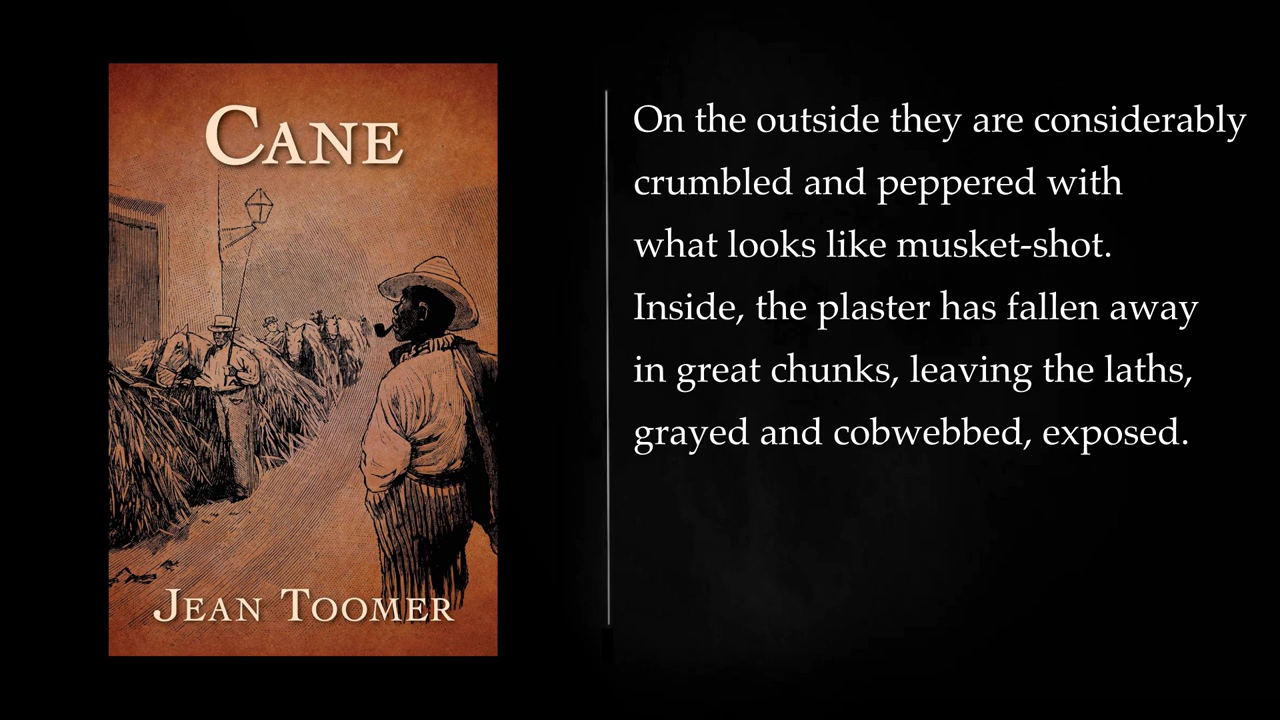 CANE
JEAN TOOMER
On the outside they are considerably
crumbled and peppered with
what looks like musket-shot.
Inside, the plaster has fallen away
in great chunks, leaving the laths,
grayed and cobwebbed, exposed.